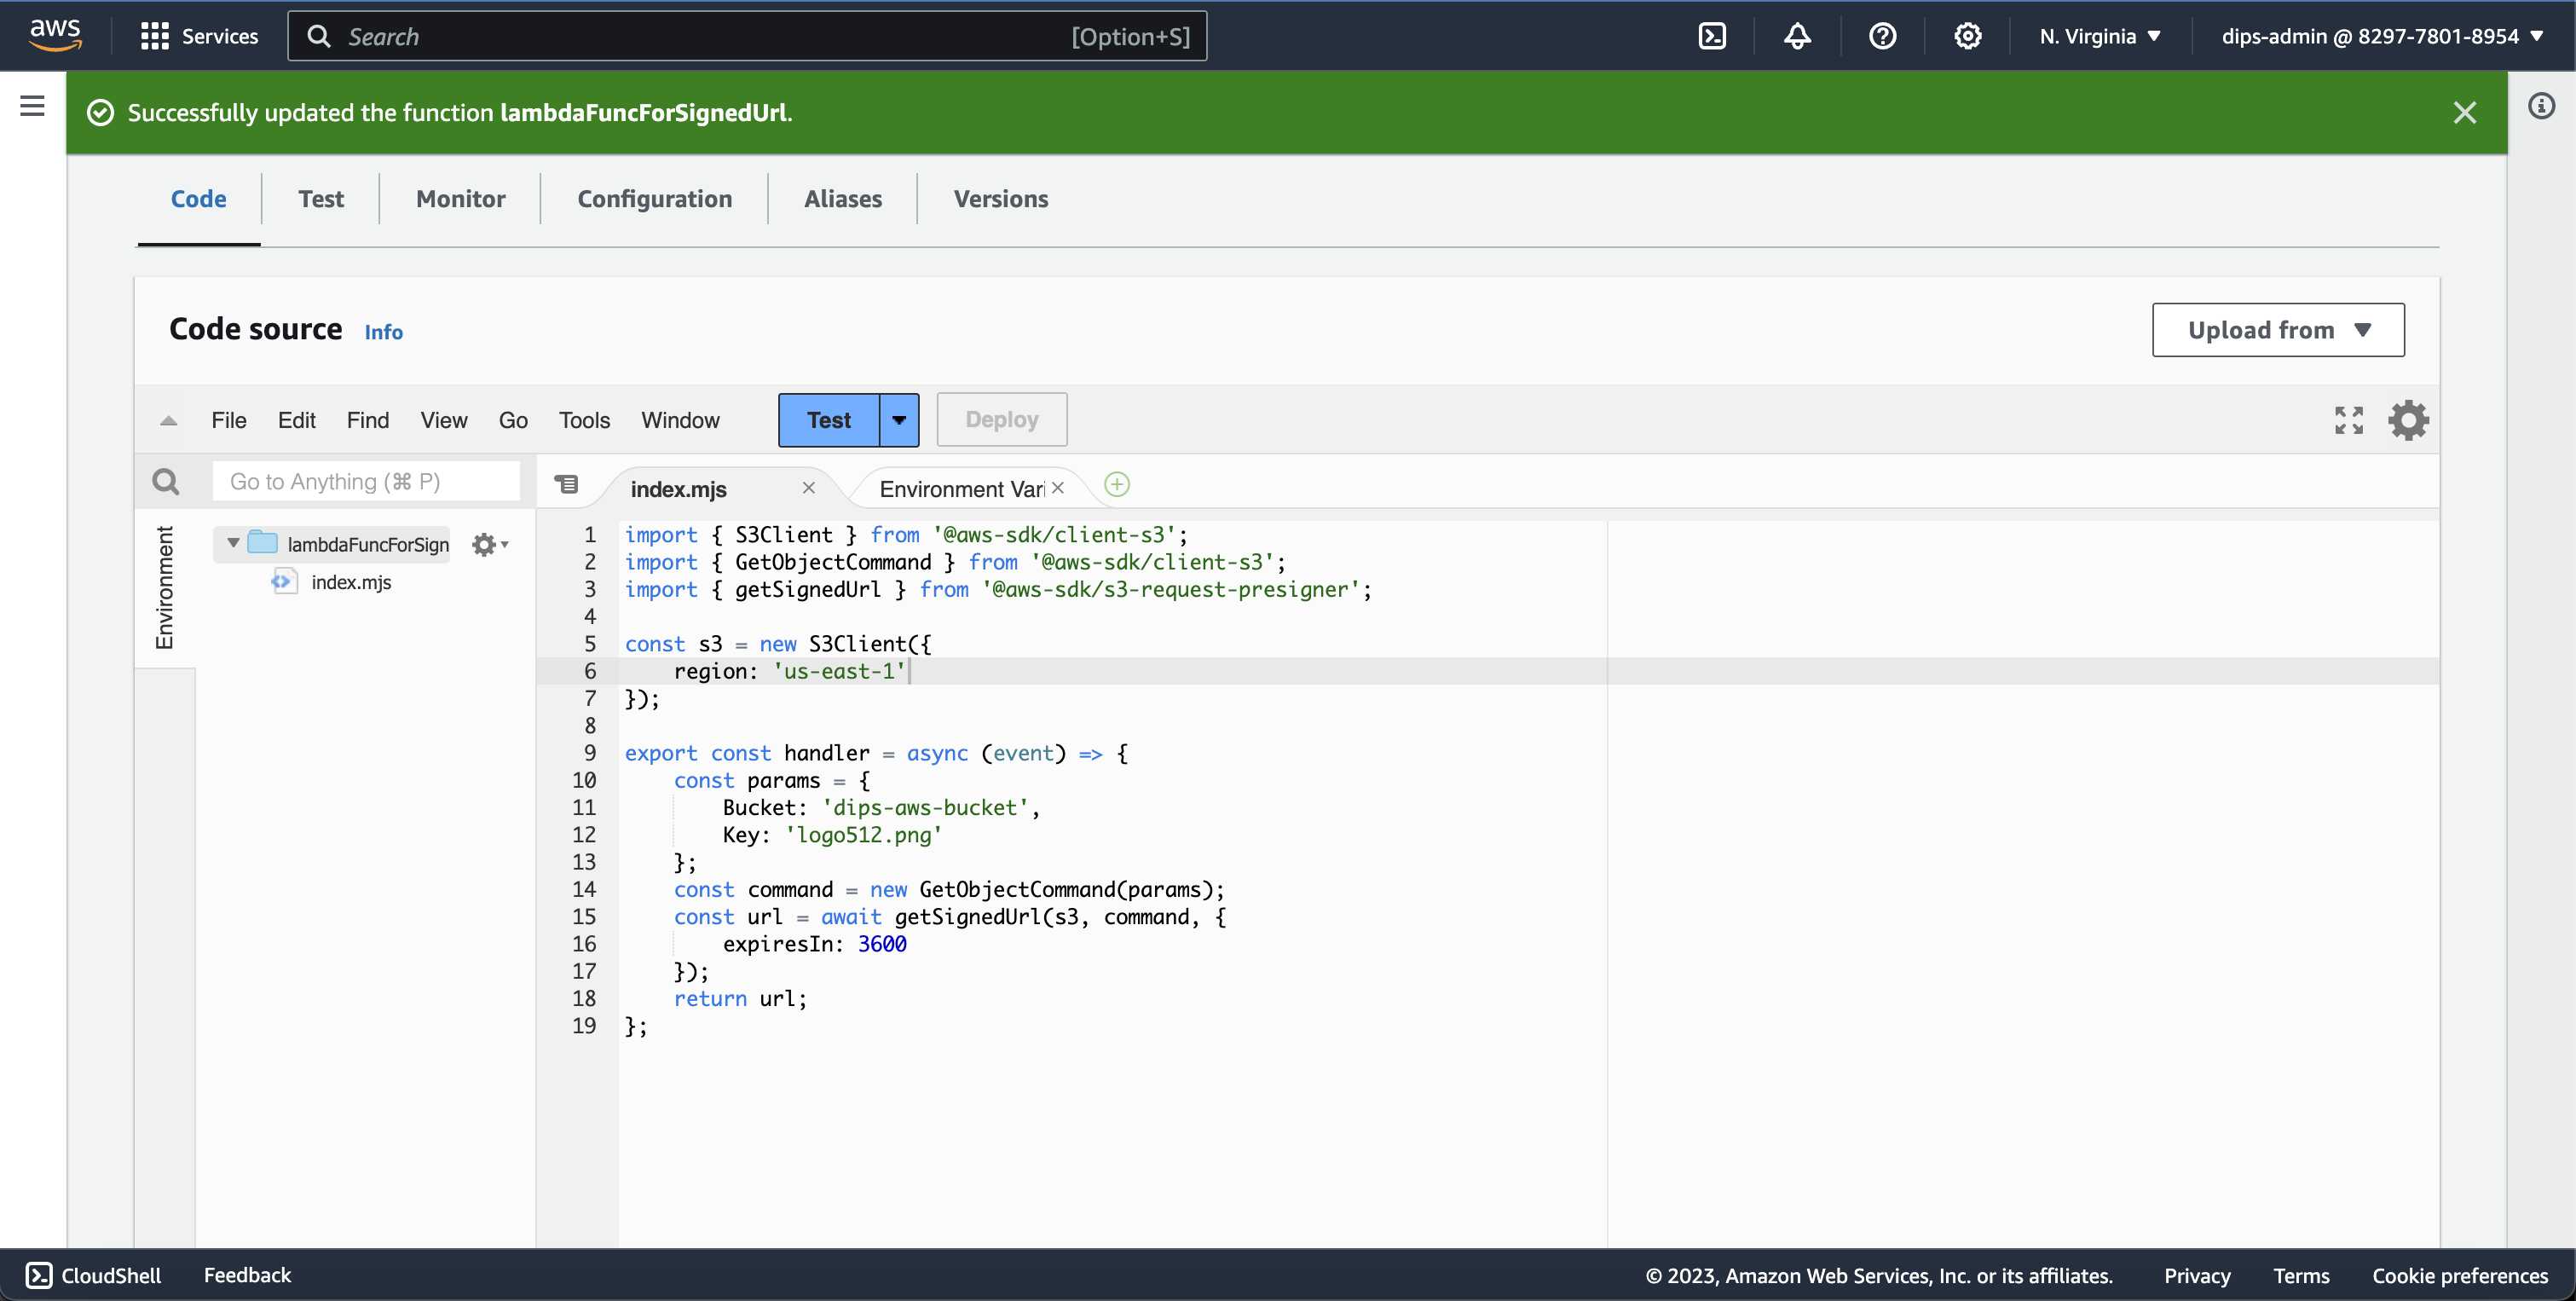 aws Services Search [Option+S] N. Virginia dips-admin @ 8297-7801-8954
Successfully updated the function lambdaFuncForSignedUrl.
Code Test Monitor Configuration Aliases Versions
Code source Info Upload from
File Edit Find View Go Tools Window Test Deploy
Go to Anything (⌘ P) index.mjs Environment Vari
Environment
lambdaFuncForSign
index.mjs
1 import { S3Client } from '@aws-sdk/client-s3';
2 import { GetObjectCommand } from '@aws-sdk/client-s3';
3 import { getSignedUrl } from '@aws-sdk/s3-request-presigner';
4
5 const s3 = new S3Client({
6     region: 'us-east-1'
7 });
8
9 export const handler = async (event) => {
10     const params = {
11         Bucket: 'dips-aws-bucket',
12         Key: 'logo512.png'
13     };
14     const command = new GetObjectCommand(params);
15     const url = await getSignedUrl(s3, command, {
16         expiresIn: 3600
17     });
18     return url;
19 };
CloudShell Feedback © 2023, Amazon Web Services, Inc. or its affiliates. Privacy Terms Cookie preferences